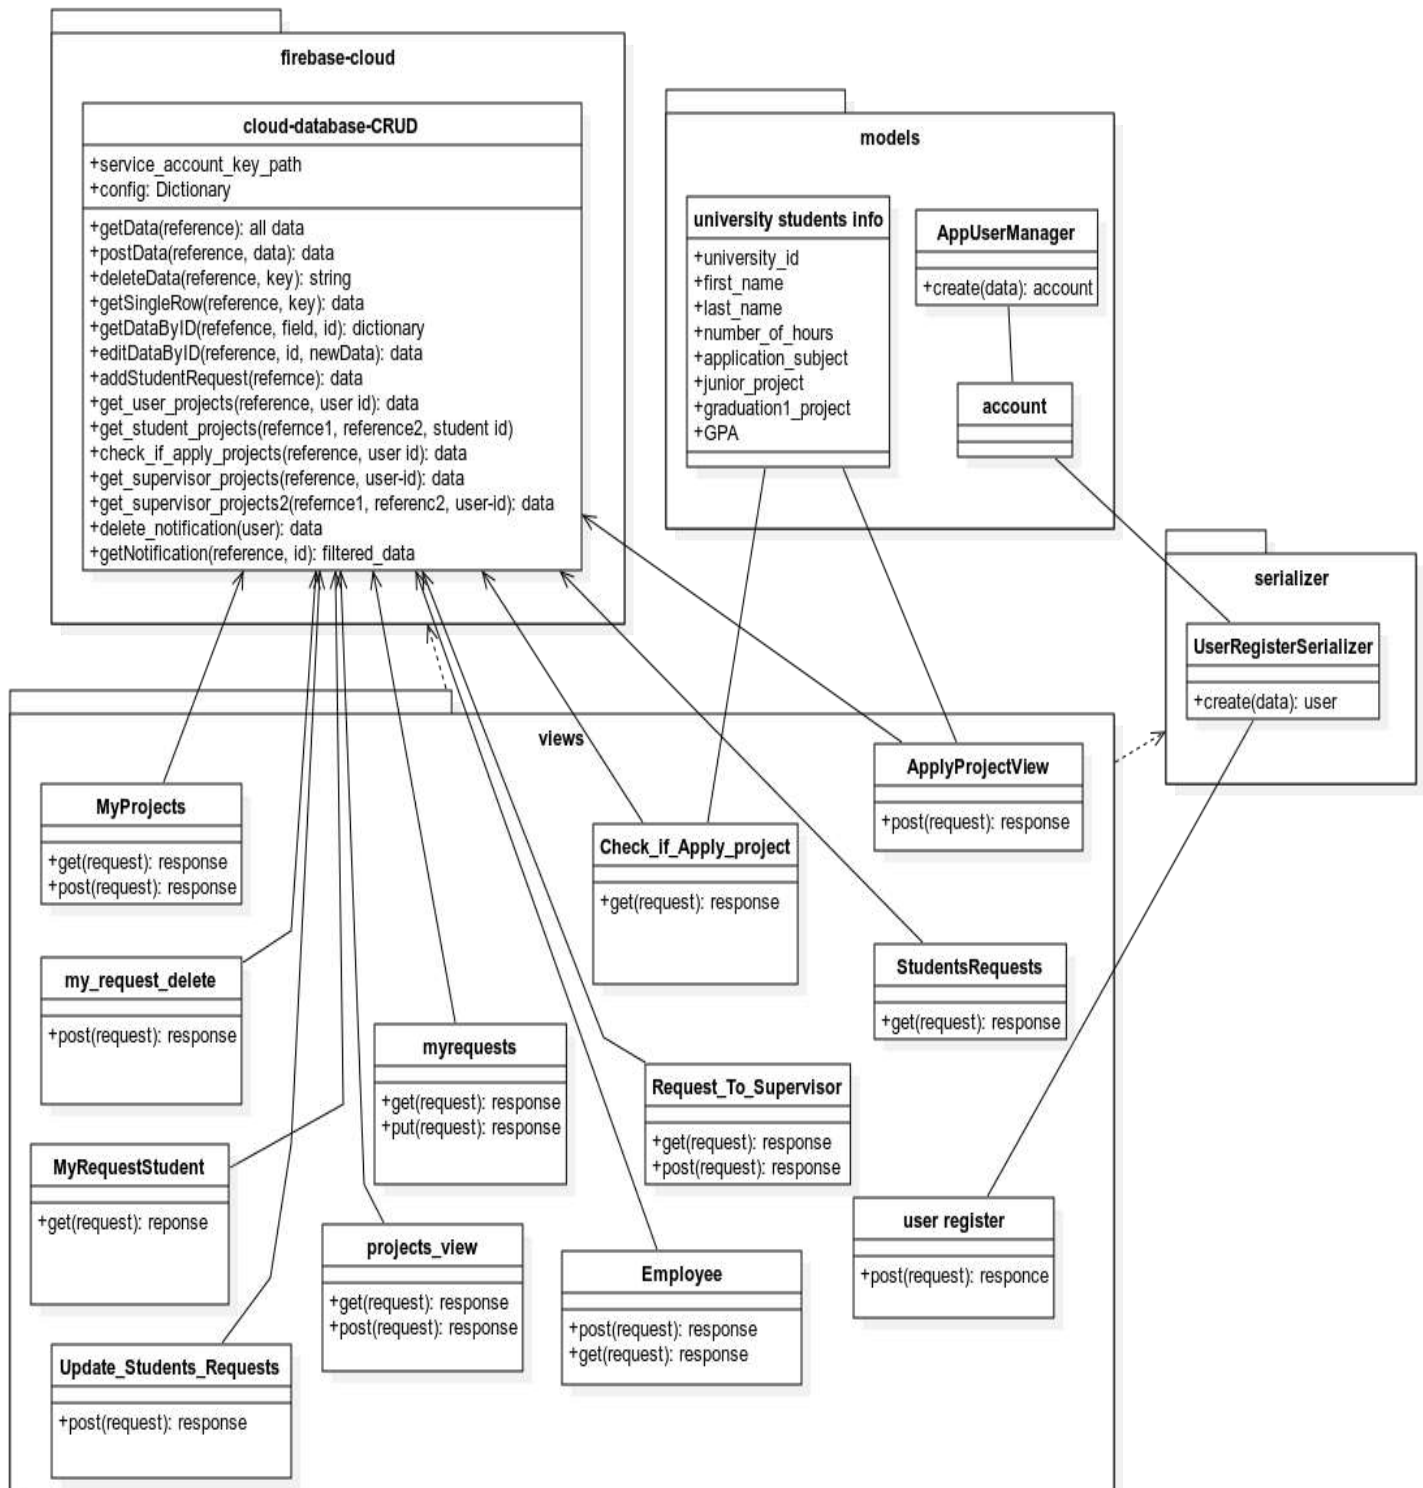 firebase-cloud
cloud-database-CRUD
+service_account_key_path
+config: Dictionary
+getData(reference): all data
+postData(reference, data): data
+deleteData(reference, key): string
+getSingleRow(reference, key): data
+getDataByID(refefence, field, id): dictionary
+editDataByID(reference, id, newData): data
+addStudentRequest(refernce): data
+get_user_projects(reference, user id): data
+get_student_projects(refernce1, reference2, student id)
+check_if_apply_projects(reference, user id): data
+get_supervisor_projects(reference, user-id): data
+get_supervisor_projects2(refernce1, referenc2, user-id): data
+delete_notification(user): data
+getNotification(reference, id): filtered_data
models
university students info
+university_id
+first_name
+last_name
+number_of_hours
+application_subject
+junior_project
+graduation1_project
+GPA
AppUserManager
+create(data): account
account
serializer
UserRegisterSerializer
+create(data): user
views
MyProjects
+get(request): response
+post(request): response
my_request_delete
+post(request): response
MyRequestStudent
+get(request): reponse
Update_Students_Requests
+post(request): response
myrequests
+get(request): response
+put(request): response
projects_view
+get(request): response
+post(request): response
Check_if_Apply_project
+get(request): response
Request_To_Supervisor
+get(request): response
+post(request): response
Employee
+post(request): response
+get(request): response
ApplyProjectView
+post(request): response
StudentsRequests
+get(request): response
user register
+post(request): responce